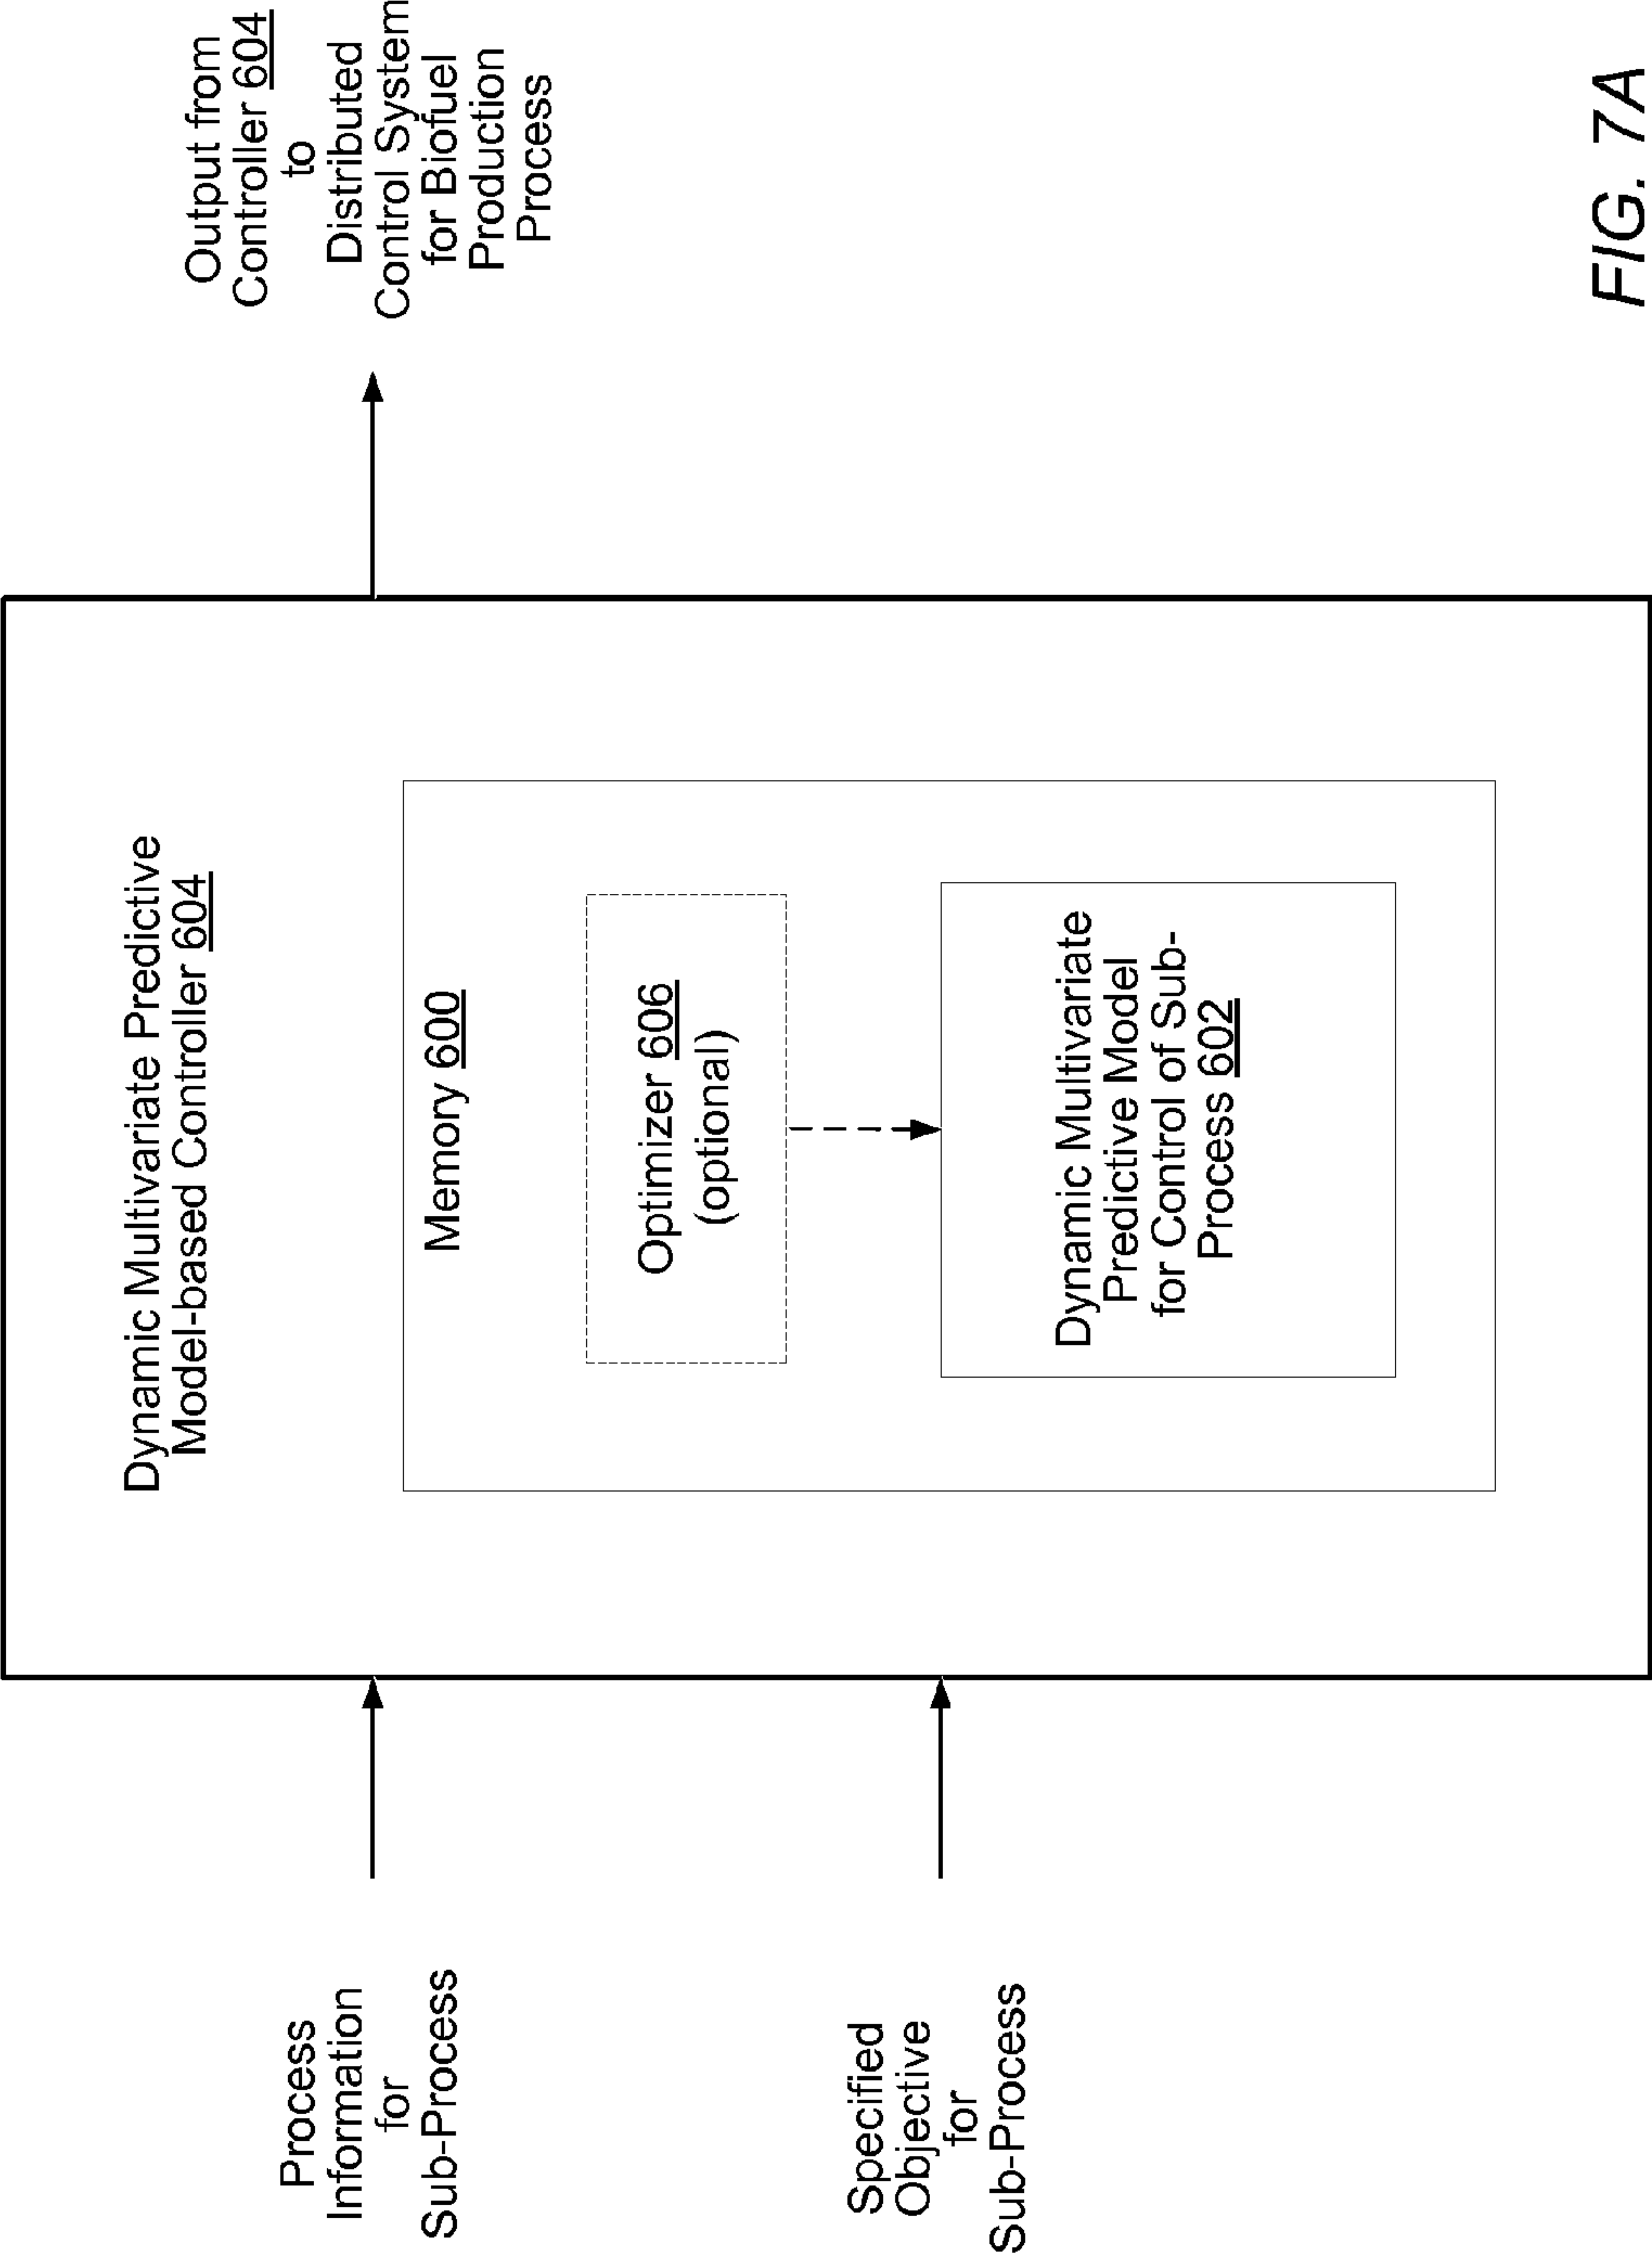 Dynamic Multivariate Predictive
Model-based Controller 604
Process
Information
for
Sub-Process
Specified
Objective
for
Sub-Process
Memory 600
Optimizer 606
(optional)
Dynamic Multivariate
Predictive Model
for Control of Sub-
Process 602
Output from
Controller 604
to
Distributed
Control System
for Biofuel
Production
Process
FIG. 7A